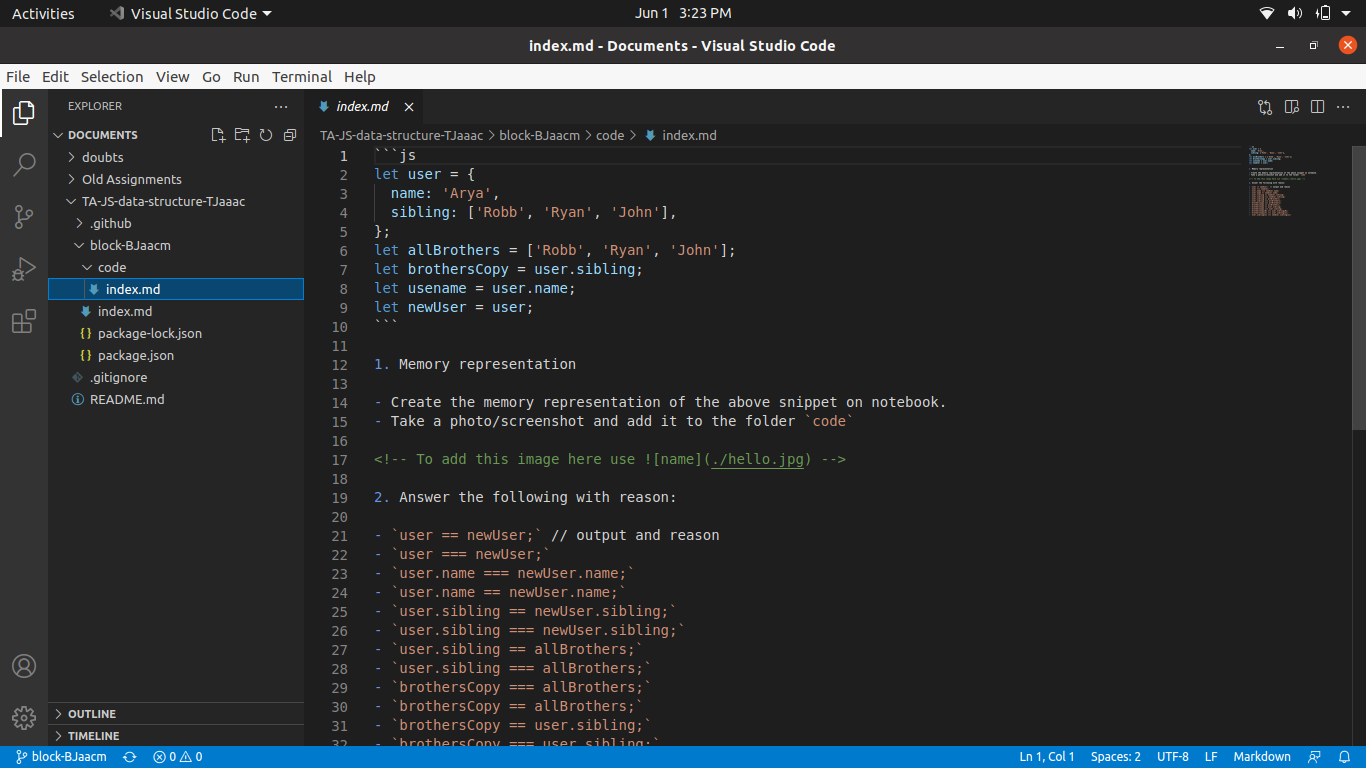 Activities
Visual Studio Code
Jun 1 3:23 PM
index.md - Documents - Visual Studio Code
File Edit Selection View Go Run Terminal Help
EXPLORER
DOCUMENTS
doubts
Old Assignments
TA-JS-data-structure-TJaaac
.github
block-BJaacm
code
index.md
index.md
package-lock.json
package.json
.gitignore
README.md
OUTLINE
TIMELINE
index.md
TA-JS-data-structure-TJaaac > block-BJaacm > code > index.md
1 ```js
2 let user = {
3 name: 'Arya',
4 sibling: ['Robb', 'Ryan', 'John'],
5 };
6 let allBrothers = ['Robb', 'Ryan', 'John'];
7 let brothersCopy = user.sibling;
8 let usename = user.name;
9 let newUser = user;
10 ```
11
12 1. Memory representation
13
14 - Create the memory representation of the above snippet on notebook.
15 - Take a photo/screenshot and add it to the folder `code`
16
17 <!-- To add this image here use ![name](./hello.jpg) -->
18
19 2. Answer the following with reason:
20
21 - `user == newUser;` // output and reason
22 - `user === newUser;`
23 - `user.name === newUser.name;`
24 - `user.name == newUser.name;`
25 - `user.sibling == newUser.sibling;`
26 - `user.sibling === newUser.sibling;`
27 - `user.sibling == allBrothers;`
28 - `user.sibling === allBrothers;`
29 - `brothersCopy === allBrothers;`
30 - `brothersCopy == allBrothers;`
31 - `brothersCopy == user.sibling;`
32 - `brothersCopy === user.sibling;`
block-BJaacm 0 0 Ln 1, Col 1 Spaces: 2 UTF-8 LF Markdown